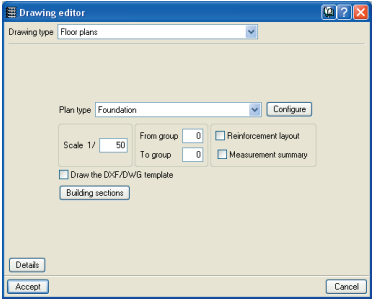 Drawing editor
Drawing type Floor plans
Plan type Foundation Configure
Scale 1/ 50
From group 0
To group 0
Reinforcement layout
Measurement summary
Draw the DXF/DWG template
Building sections
Details
Accept Cancel